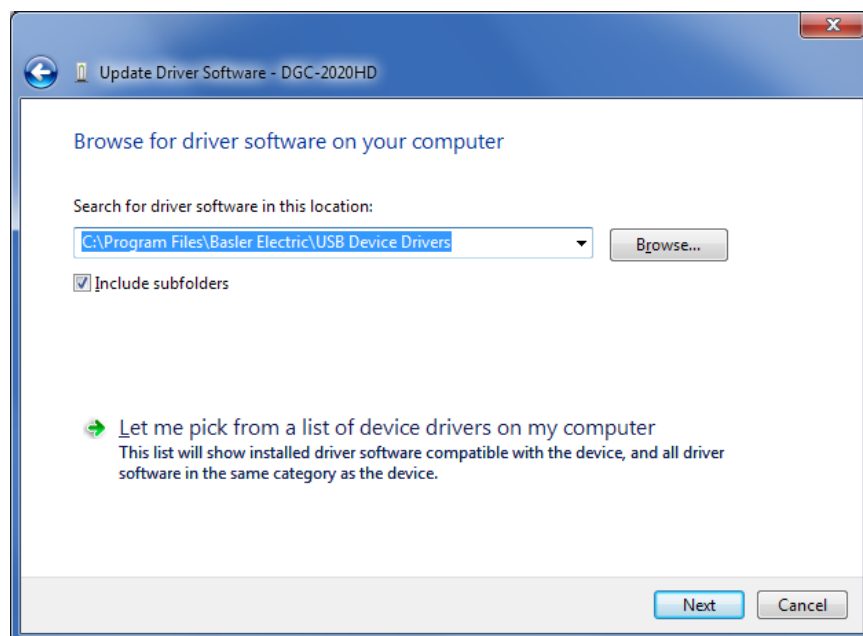 Update Driver Software - DGC-2020HD
Browse for driver software on your computer
Search for driver software in this location:
C:\Program Files\Basler Electric\USB Device Drivers
Browse...
Include subfolders
Let me pick from a list of device drivers on my computer
This list will show installed driver software compatible with the device, and all driver
software in the same category as the device.
Next
Cancel